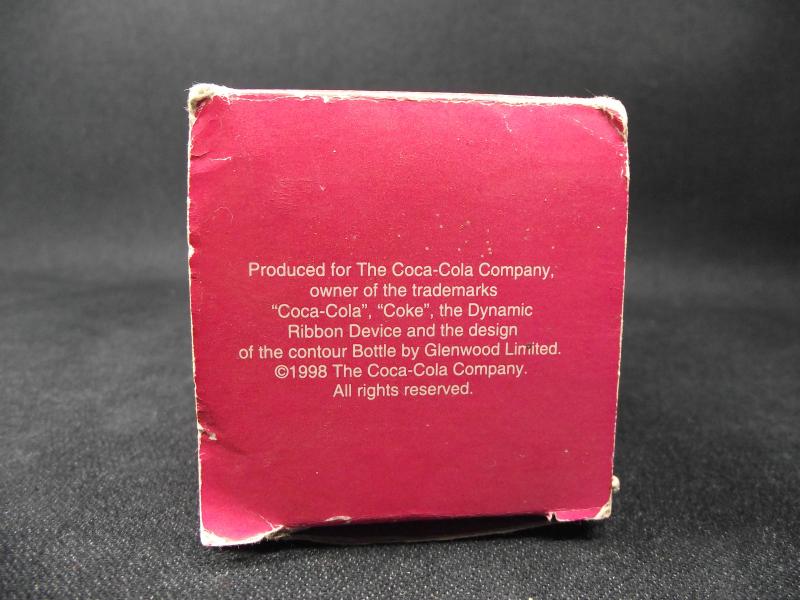 Produced for The Coca-Cola Company,
owner of the trademarks
“Coca-Cola”, “Coke”, the Dynamic
Ribbon Device and the design
of the contour Bottle by Glenwood Limited.
©1998 The Coca-Cola Company.
All rights reserved.